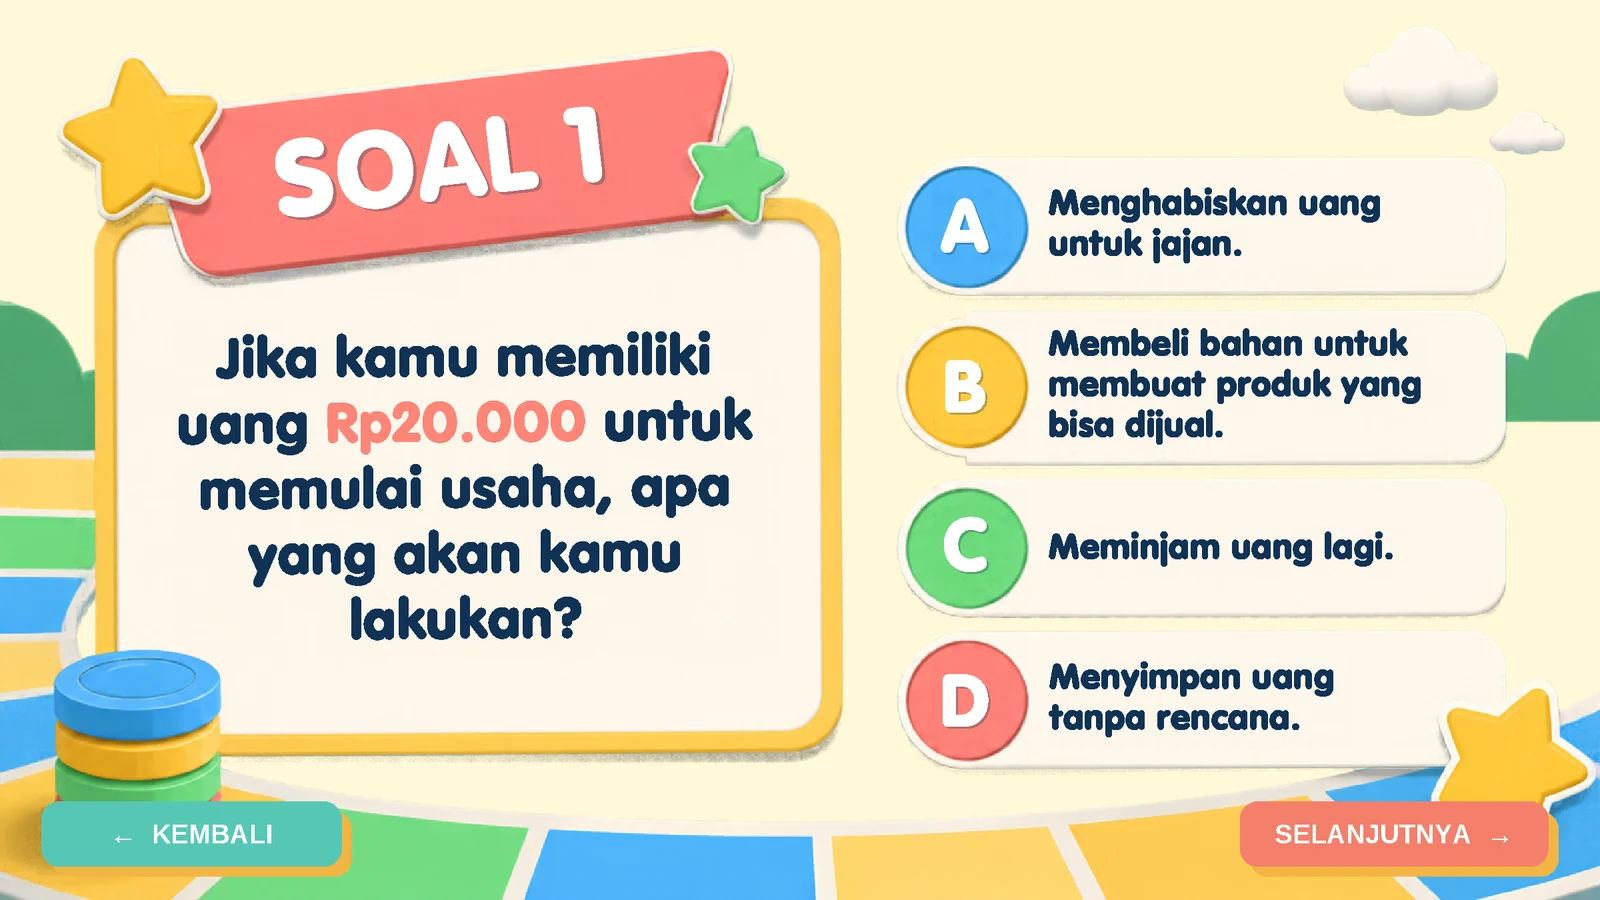 SOAL 1
Jika kamu memiliki
uang Rp20.000 untuk
memulai usaha, apa
yang akan kamu
lakukan?
A
Menghabiskan uang
untuk jajan.
B
Membeli bahan untuk
membuat produk yang
bisa dijual.
C
Meminjam uang lagi.
D
Menyimpan uang
tanpa rencana.
← KEMBALI
SELANJUTNYA →